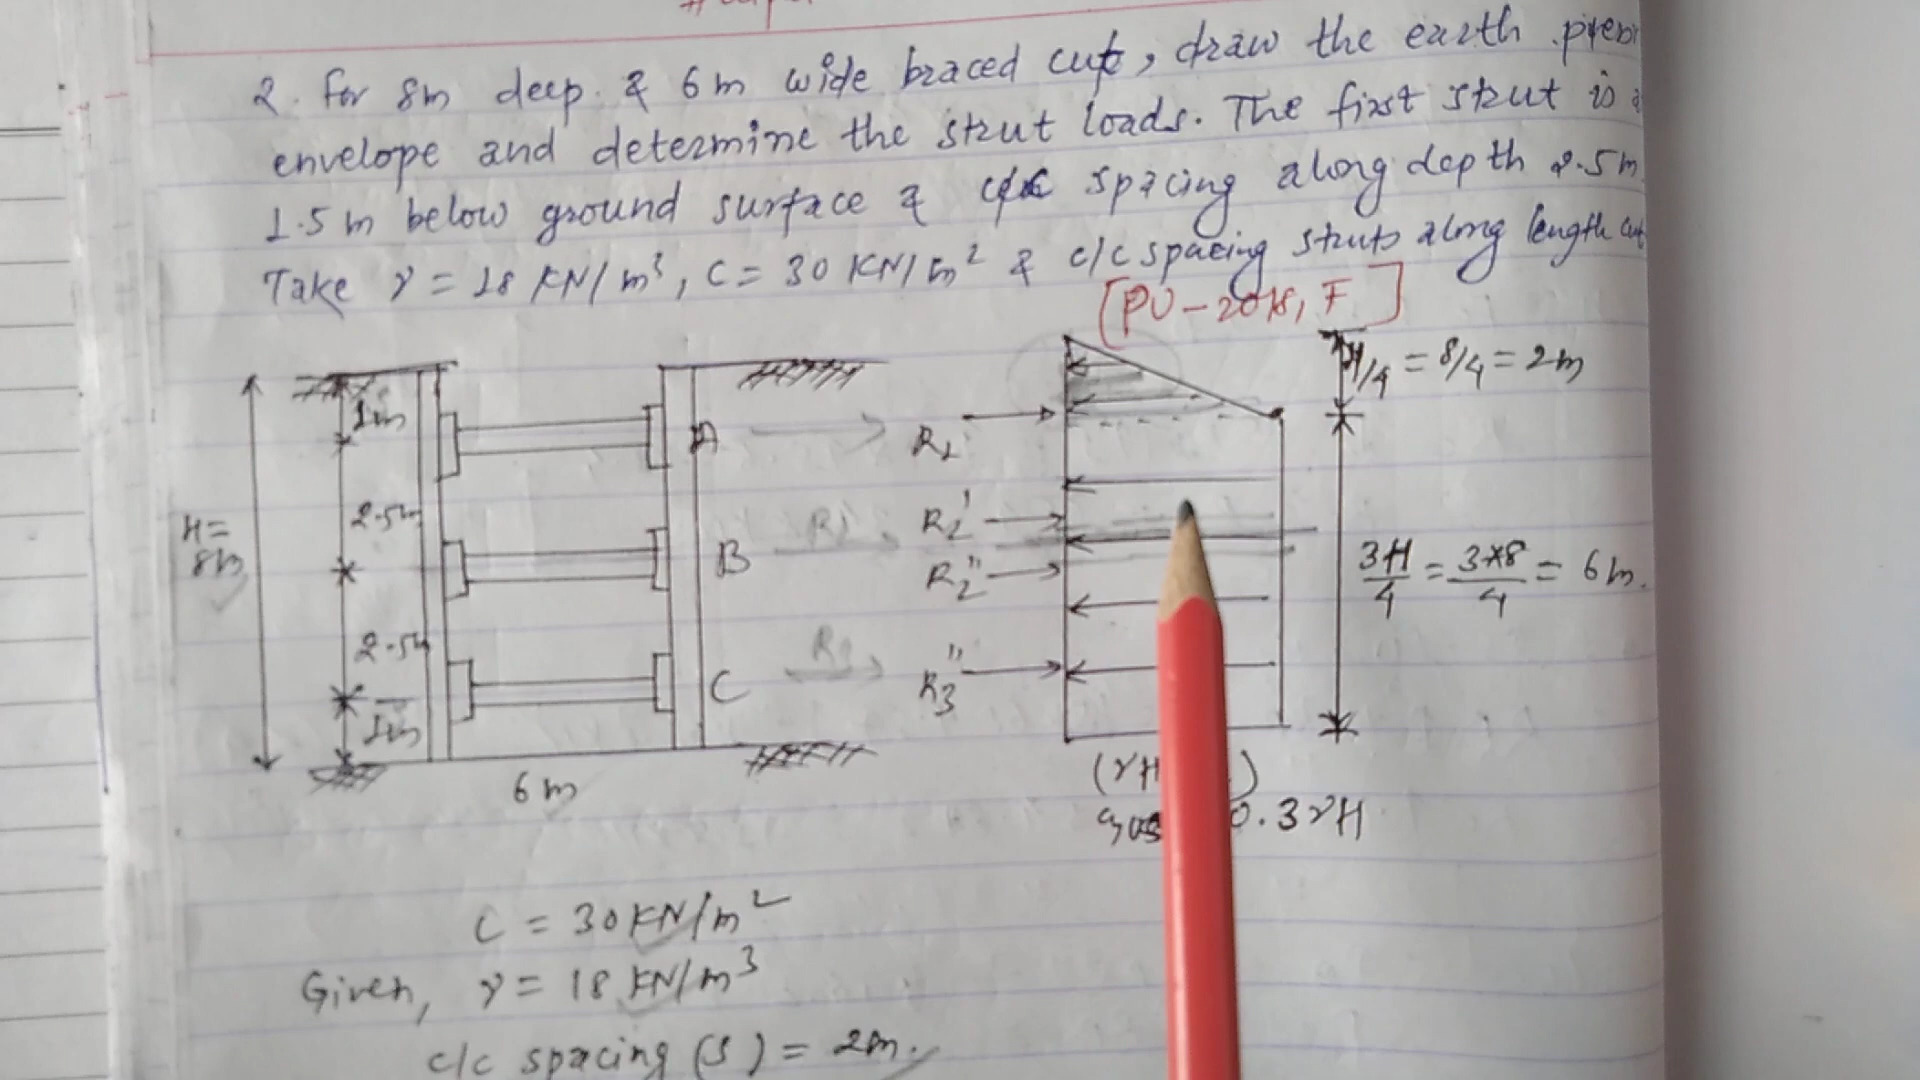 2. For 8m deep & 6m wide braced cut, draw the earth
envelope and determine the strut loads. The first strut is
1.5m below ground surface & c/c spacing along depth 2.5m
Take γ = 18 KN/m³, C = 30 KN/m² & c/c spacing struts along length cut
[PU-2018, F]
H/4 = 8/4 = 2m
1m
A
R1
2.5m
H =
8m
B
R2'
R2"
3H/4 = 3×8/4 = 6m.
2.5m
C
R3"
1m
6m
(γH
0.3γH
C = 30 KN/m²
Given, γ = 18 KN/m³
c/c spacing (s) = 2m.